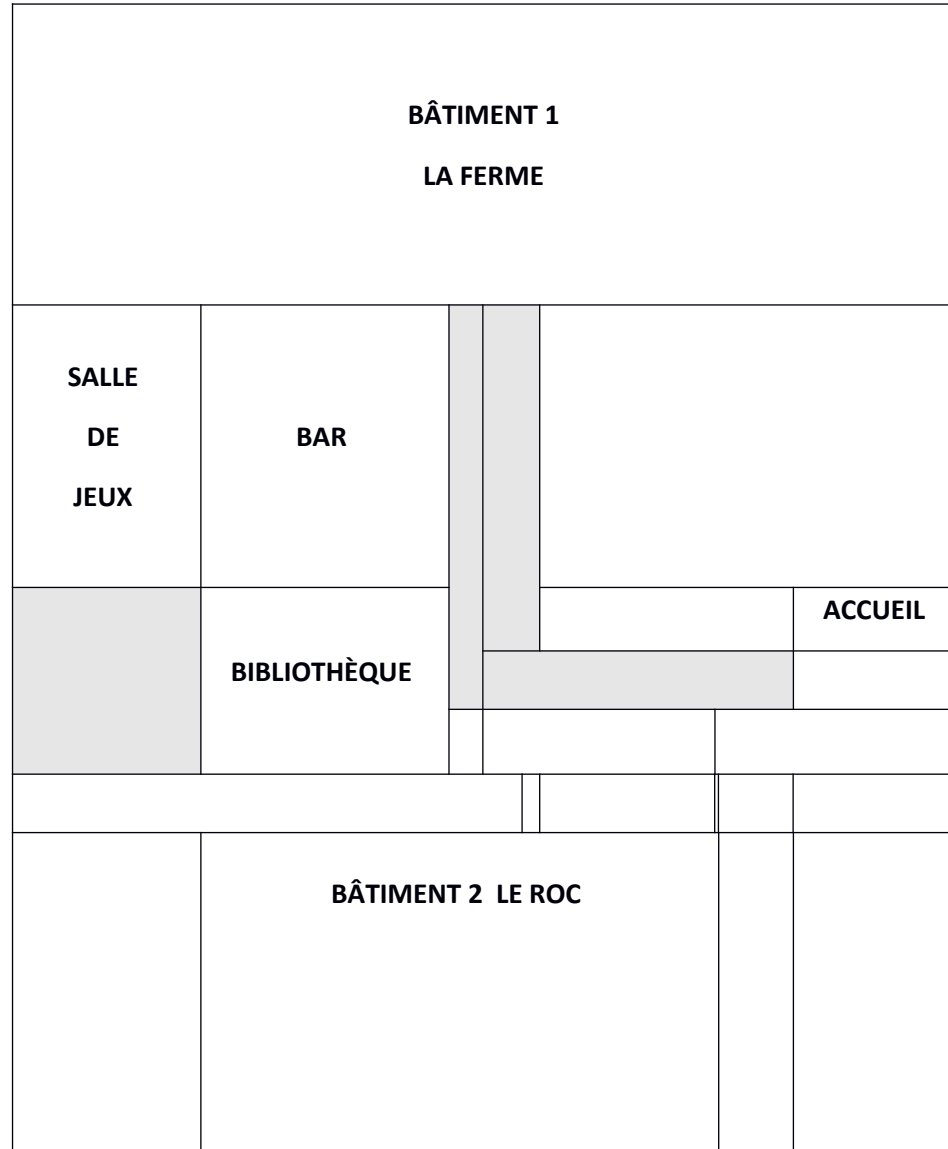 BÂTIMENT 1
LA FERME
SALLE
DE
JEUX
BAR
ACCUEIL
BIBLIOTHÈQUE
BÂTIMENT 2  LE ROC